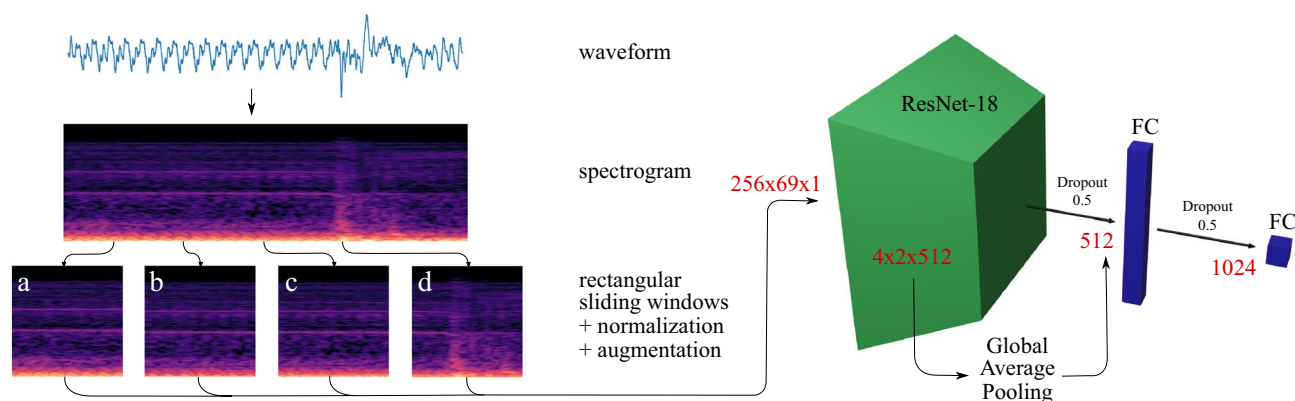 waveform
spectrogram
a
b
c
d
rectangular
sliding windows
+ normalization
+ augmentation
256x69x1
ResNet-18
4x2x512
Global
Average
Pooling
Dropout
0.5
512
FC
Dropout
0.5
1024
FC